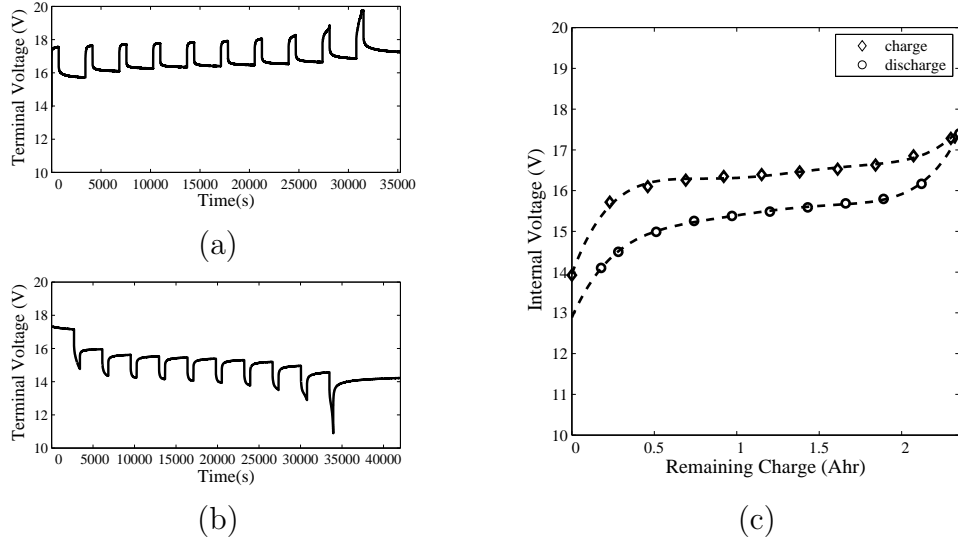 20
18
16
14
12
10
Terminal Voltage (V)
0 5000 10000 15000 20000 25000 30000 35000
Time(s)
(a)
20
18
16
14
12
10
Terminal Voltage (V)
0 5000 10000 15000 20000 25000 30000 35000 40000
Time(s)
(b)
20
19
18
17
16
15
14
13
12
11
10
Internal Voltage (V)
charge
discharge
0 0.5 1 1.5 2
Remaining Charge (Ahr)
(c)